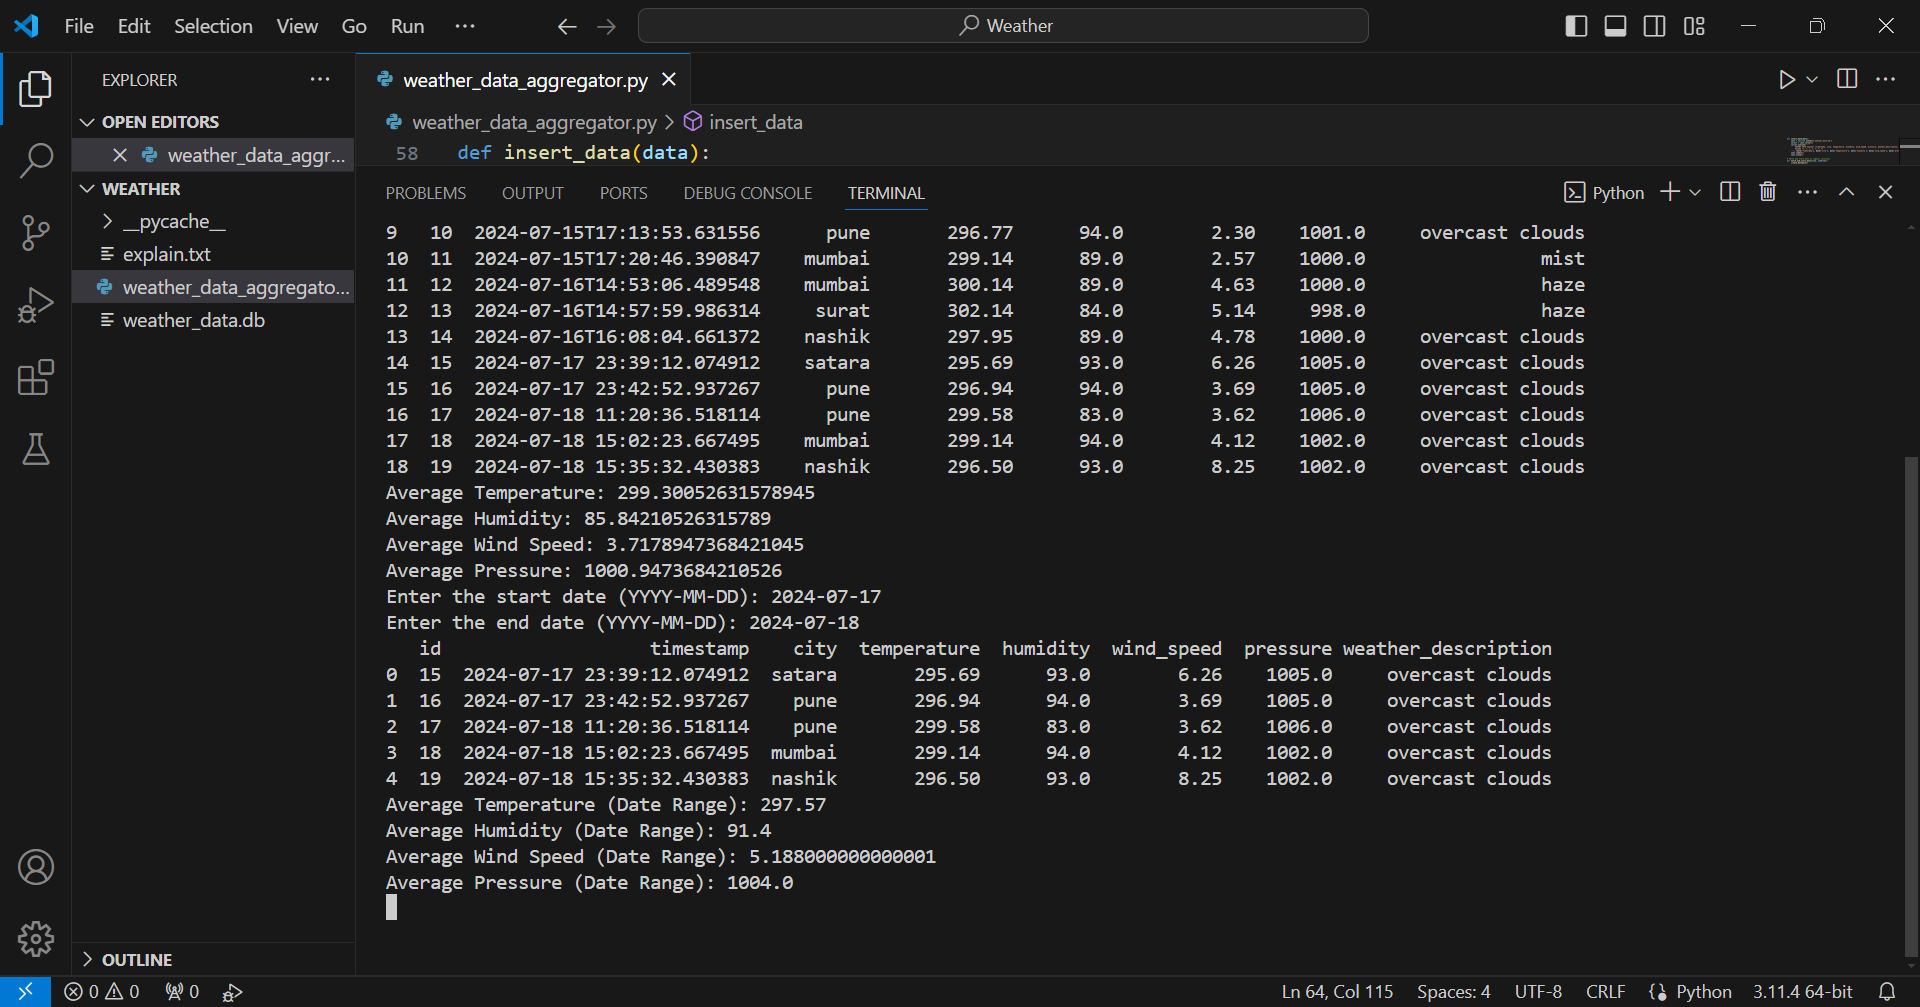 File Edit Selection View Go Run ··· Weather
EXPLORER ···
OPEN EDITORS
weather_data_aggr...
WEATHER
__pycache__
explain.txt
weather_data_aggregato...
weather_data.db
OUTLINE
weather_data_aggregator.py
weather_data_aggregator.py > insert_data
58 def insert_data(data):
PROBLEMS OUTPUT PORTS DEBUG CONSOLE TERMINAL Python
9 10 2024-07-15T17:13:53.631556 pune 296.77 94.0 2.30 1001.0 overcast clouds
10 11 2024-07-15T17:20:46.390847 mumbai 299.14 89.0 2.57 1000.0 mist
11 12 2024-07-16T14:53:06.489548 mumbai 300.14 89.0 4.63 1000.0 haze
12 13 2024-07-16T14:57:59.986314 surat 302.14 84.0 5.14 998.0 haze
13 14 2024-07-16T16:08:04.661372 nashik 297.95 89.0 4.78 1000.0 overcast clouds
14 15 2024-07-17 23:39:12.074912 satara 295.69 93.0 6.26 1005.0 overcast clouds
15 16 2024-07-17 23:42:52.937267 pune 296.94 94.0 3.69 1005.0 overcast clouds
16 17 2024-07-18 11:20:36.518114 pune 299.58 83.0 3.62 1006.0 overcast clouds
17 18 2024-07-18 15:02:23.667495 mumbai 299.14 94.0 4.12 1002.0 overcast clouds
18 19 2024-07-18 15:35:32.430383 nashik 296.50 93.0 8.25 1002.0 overcast clouds
Average Temperature: 299.30052631578945
Average Humidity: 85.84210526315789
Average Wind Speed: 3.7178947368421045
Average Pressure: 1000.9473684210526
Enter the start date (YYYY-MM-DD): 2024-07-17
Enter the end date (YYYY-MM-DD): 2024-07-18
id timestamp city temperature humidity wind_speed pressure weather_description
0 15 2024-07-17 23:39:12.074912 satara 295.69 93.0 6.26 1005.0 overcast clouds
1 16 2024-07-17 23:42:52.937267 pune 296.94 94.0 3.69 1005.0 overcast clouds
2 17 2024-07-18 11:20:36.518114 pune 299.58 83.0 3.62 1006.0 overcast clouds
3 18 2024-07-18 15:02:23.667495 mumbai 299.14 94.0 4.12 1002.0 overcast clouds
4 19 2024-07-18 15:35:32.430383 nashik 296.50 93.0 8.25 1002.0 overcast clouds
Average Temperature (Date Range): 297.57
Average Humidity (Date Range): 91.4
Average Wind Speed (Date Range): 5.188000000000001
Average Pressure (Date Range): 1004.0
0 0 0 Ln 64, Col 115 Spaces: 4 UTF-8 CRLF Python 3.11.4 64-bit